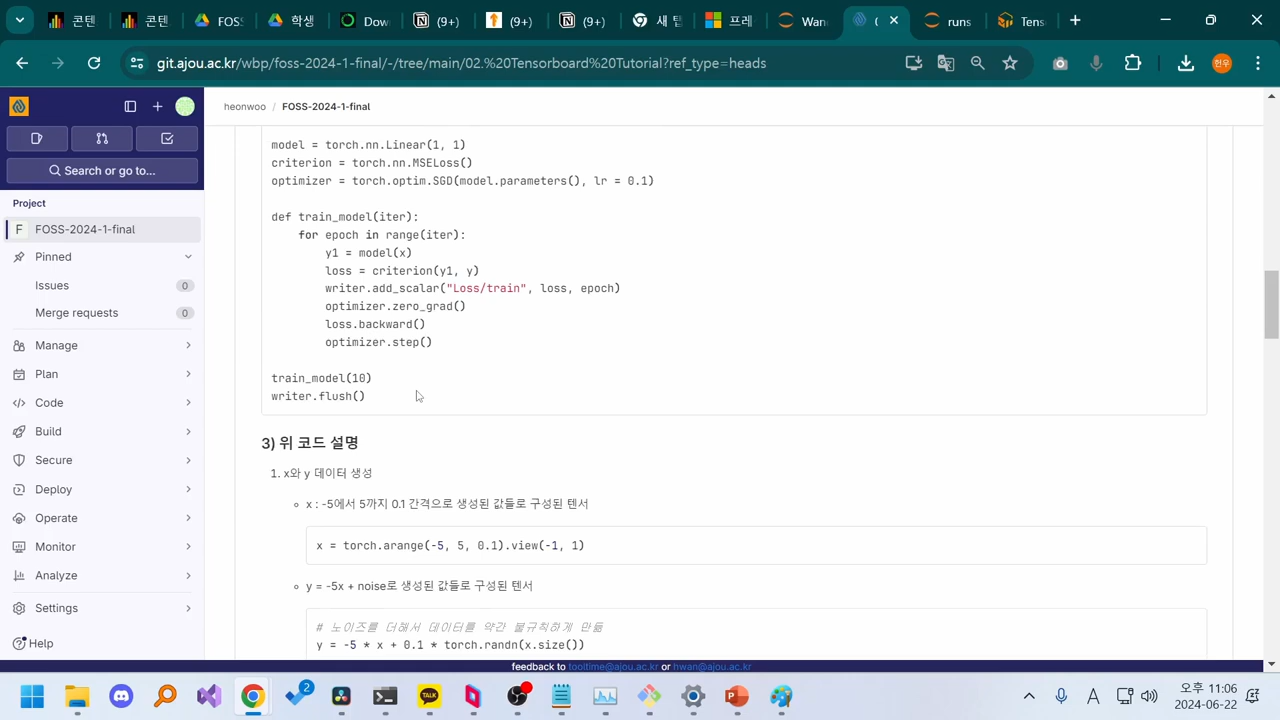 콘텐
콘텐
FOSS
학생
Dow
(9+)
(9+)
(9+)
새 탭
프레
Wan
(
runs
Tens
git.ajou.ac.kr/wbp/foss-2024-1-final/-/tree/main/02.%20Tensorboard%20Tutorial?ref_type=heads
현우
heonwoo / FOSS-2024-1-final
Search or go to...
Project
F FOSS-2024-1-final
Pinned
Issues 0
Merge requests 0
Manage
Plan
Code
Build
Secure
Deploy
Operate
Monitor
Analyze
Settings
Help
model = torch.nn.Linear(1, 1)
criterion = torch.nn.MSELoss()
optimizer = torch.optim.SGD(model.parameters(), lr = 0.1)
def train_model(iter):
for epoch in range(iter):
y1 = model(x)
loss = criterion(y1, y)
writer.add_scalar("Loss/train", loss, epoch)
optimizer.zero_grad()
loss.backward()
optimizer.step()
train_model(10)
writer.flush()
3) 위 코드 설명
1. x와 y 데이터 생성
x : -5에서 5까지 0.1 간격으로 생성된 값들로 구성된 텐서
x = torch.arange(-5, 5, 0.1).view(-1, 1)
y = -5x + noise로 생성된 값들로 구성된 텐서
# 노이즈를 더해서 데이터를 약간 불규칙하게 만듦
y = -5 * x + 0.1 * torch.randn(x.size())
feedback to tooltime@ajou.ac.kr or hwan@ajou.ac.kr
2
TALK
A
오후 11:06
2024-06-22